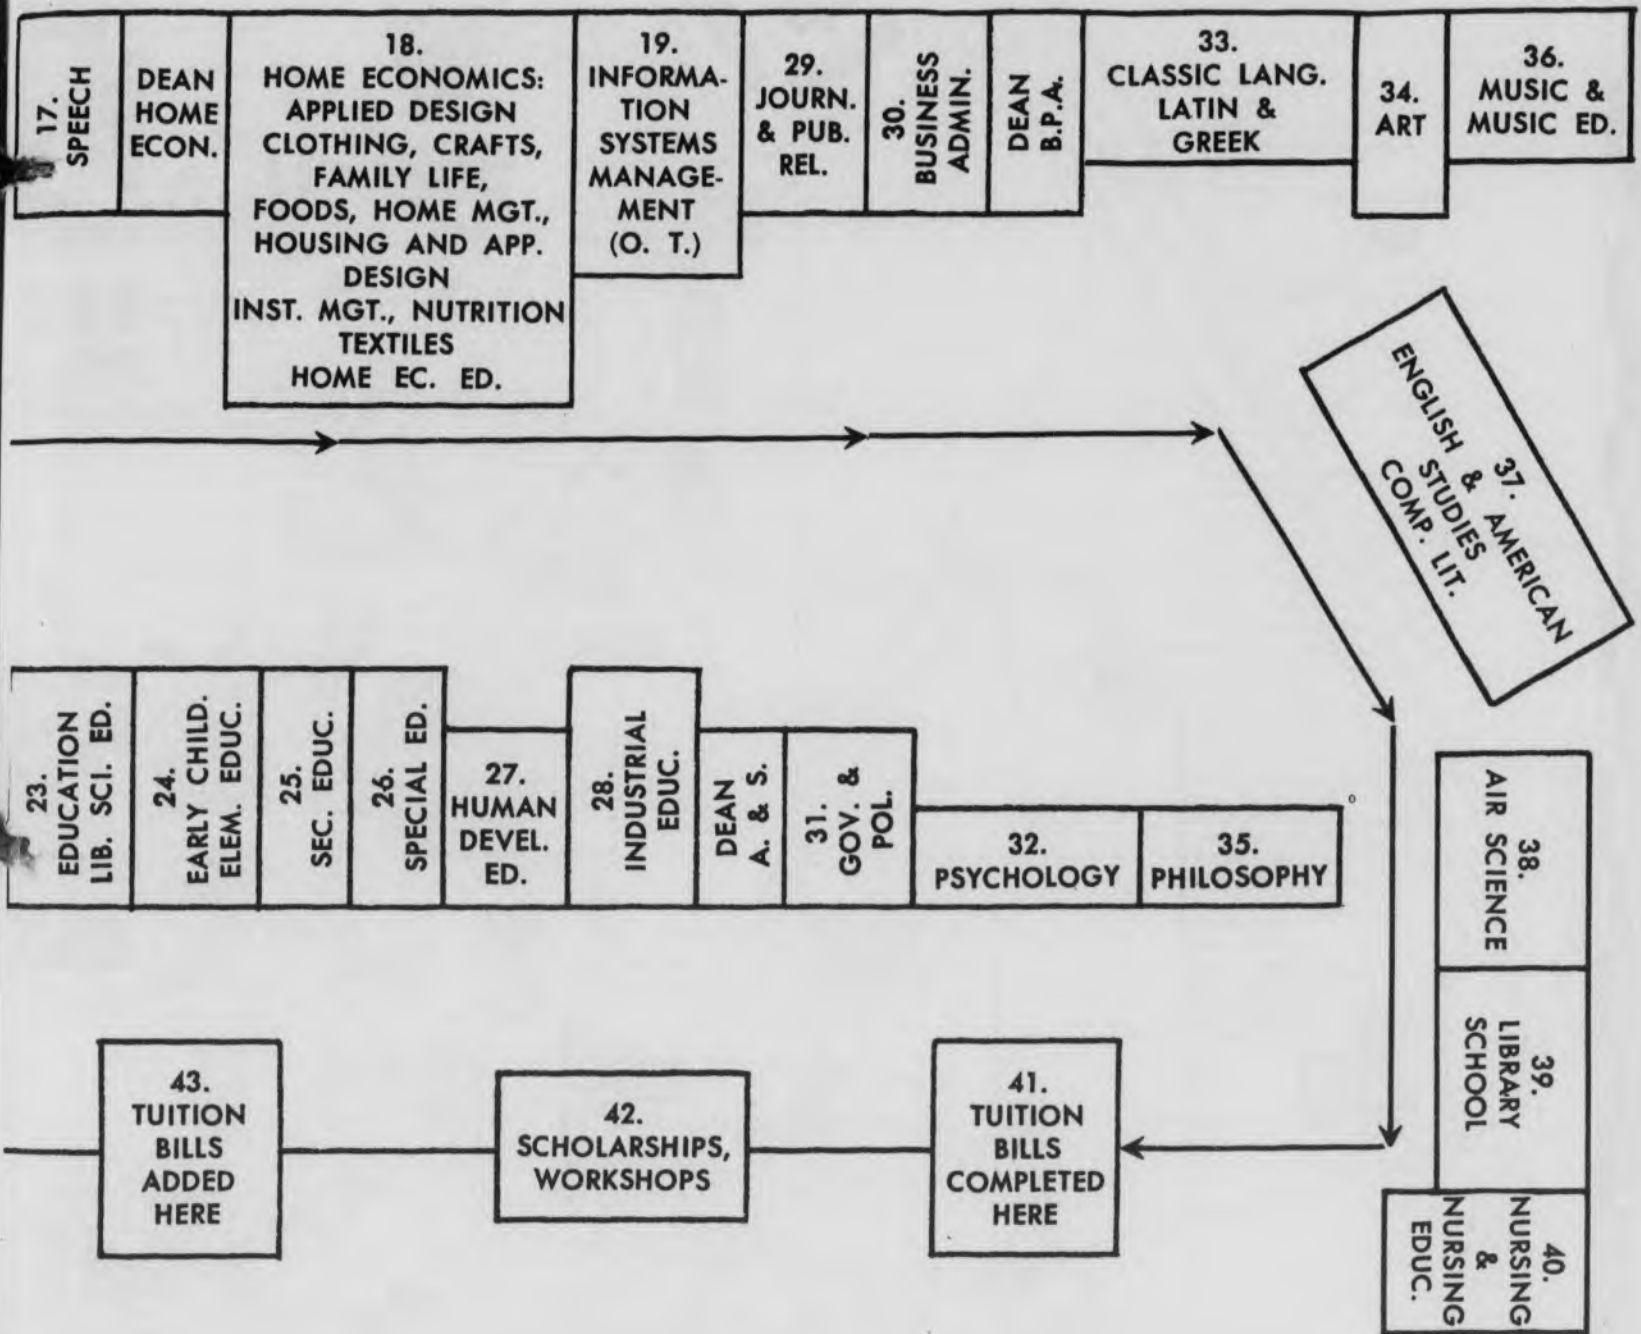 17.
SPEECH
DEAN
HOME
ECON.
18.
HOME ECONOMICS:
APPLIED DESIGN
CLOTHING, CRAFTS,
FAMILY LIFE,
FOODS, HOME MGT.,
HOUSING AND APP.
DESIGN
INST. MGT., NUTRITION
TEXTILES
HOME EC. ED.
19.
INFORMA-
TION
SYSTEMS
MANAGE-
MENT
(O. T.)
29.
JOURN.
& PUB.
REL.
30.
BUSINESS
ADMIN.
DEAN
B.P.A.
33.
CLASSIC LANG.
LATIN &
GREEK
34.
ART
36.
MUSIC &
MUSIC ED.
37.
ENGLISH & AMERICAN
STUDIES
COMP. LIT.
23.
EDUCATION
LIB. SCI. ED.
24.
EARLY CHILD.
ELEM. EDUC.
25.
SEC. EDUC.
26.
SPECIAL ED.
27.
HUMAN
DEVEL.
ED.
28.
INDUSTRIAL
EDUC.
DEAN
A. & S.
31.
GOV. &
POL.
32.
PSYCHOLOGY
35.
PHILOSOPHY
38.
AIR SCIENCE
39.
LIBRARY
SCHOOL
40.
NURSING
&
NURSING
EDUC.
41.
TUITION
BILLS
COMPLETED
HERE
42.
SCHOLARSHIPS,
WORKSHOPS
43.
TUITION
BILLS
ADDED
HERE